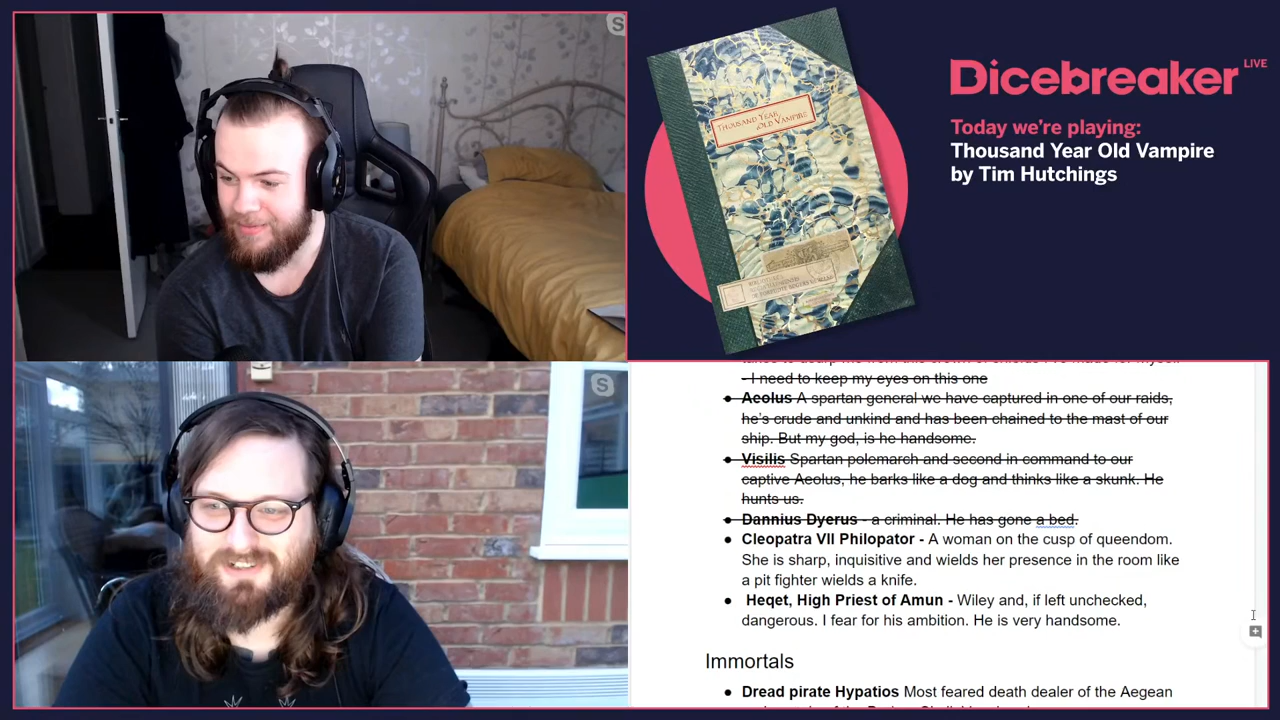 Dicebreaker LIVE
Today we're playing:
Thousand Year Old Vampire
by Tim Hutchings
THOUSAND YEAR
OLD VAMPIRE
- I need to keep my eyes on this one
● Aeolus A spartan general we have captured in one of our raids,
he's crude and unkind and has been chained to the mast of our
ship. But my god, is he handsome.
● Visilis Spartan polemarch and second in command to our
captive Aeolus, he barks like a dog and thinks like a skunk. He
hunts us.
● Dannius Dyerus - a criminal. He has gone a bed.
● Cleopatra VII Philopator - A woman on the cusp of queendom.
She is sharp, inquisitive and wields her presence in the room like
a pit fighter wields a knife.
● Heqet, High Priest of Amun - Wiley and, if left unchecked,
dangerous. I fear for his ambition. He is very handsome.
Immortals
● Dread pirate Hypatios Most feared death dealer of the Aegean